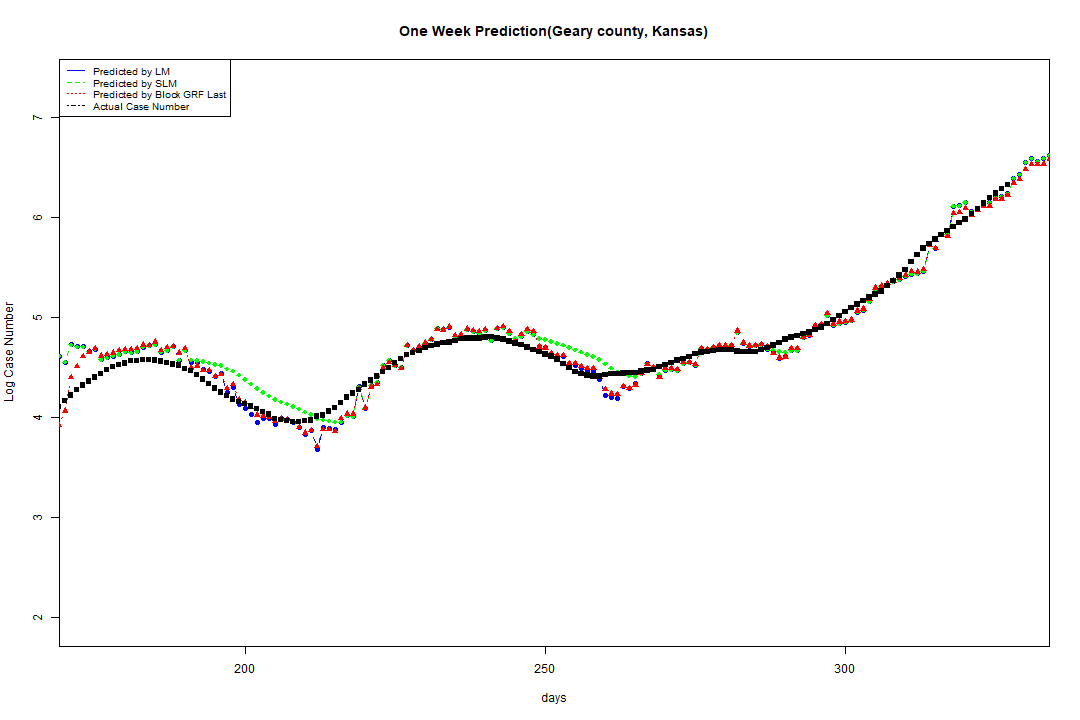 One Week Prediction(Geary county, Kansas)
Predicted by LM
Predicted by SLM
Predicted by Block GRF Last
Actual Case Number
7
6
5
4
3
2
Log Case Number
200
250
300
days